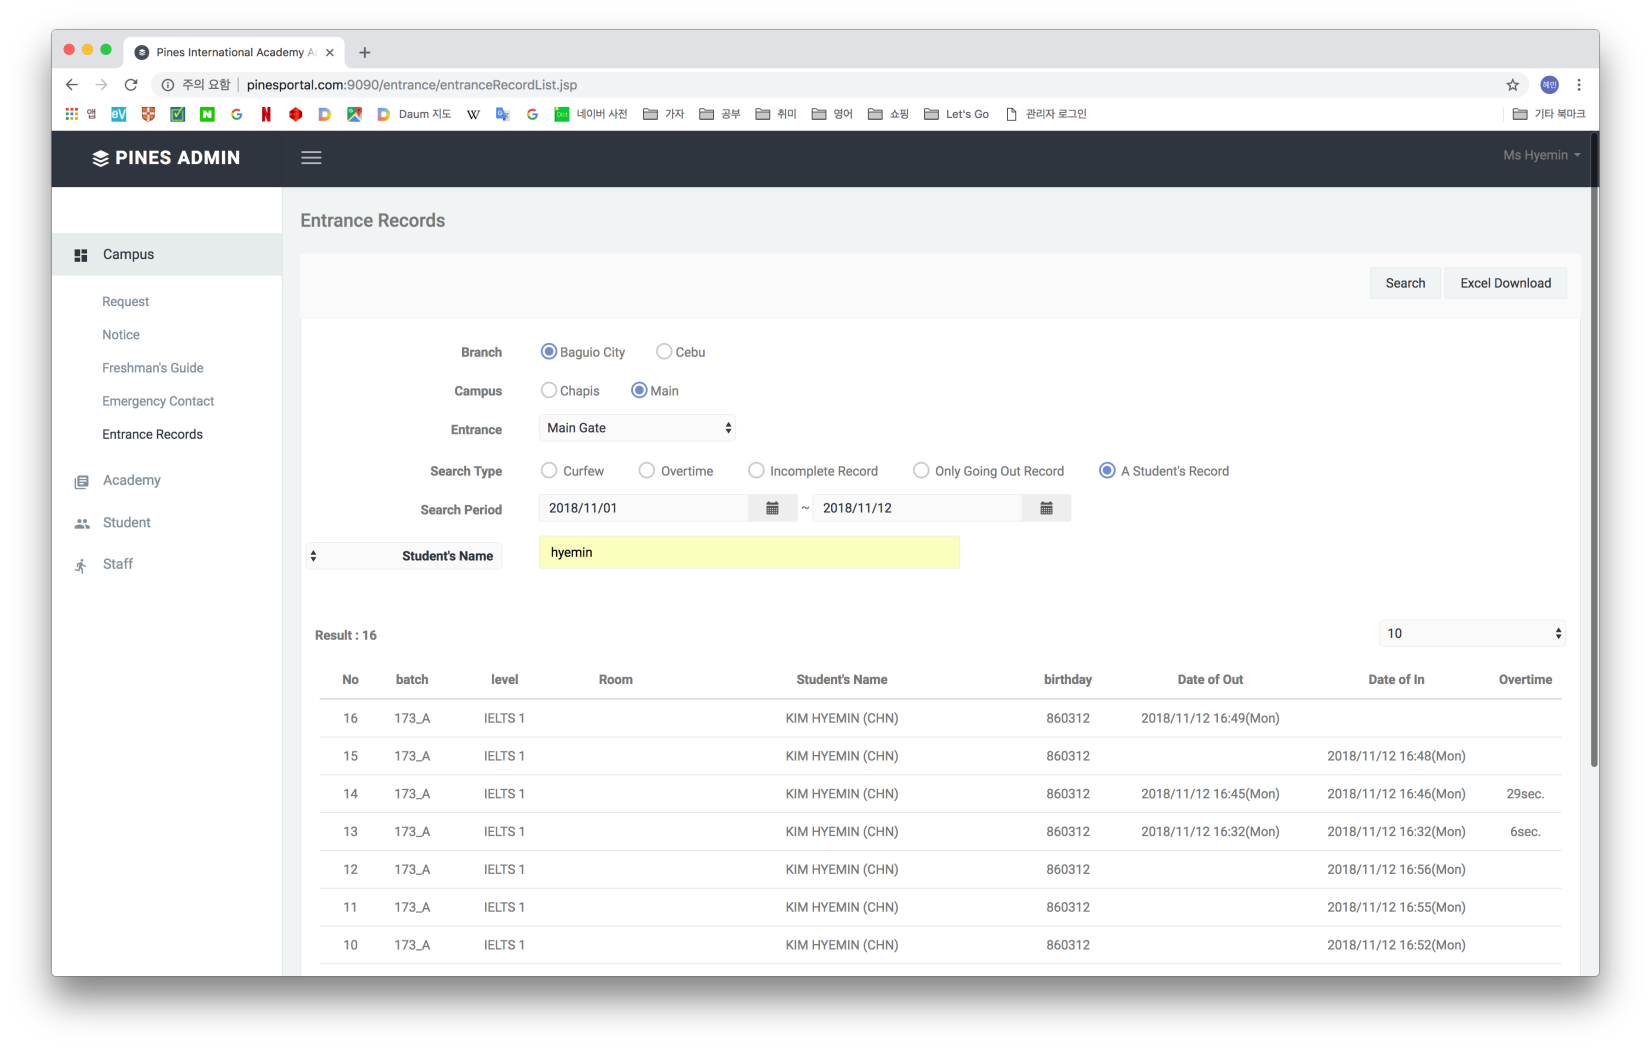 Pines International Academy A
주의 요함 | pinesportal.com:9090/entrance/entranceRecordList.jsp
혜민
앱 eV N G N D D Daum 지도 W G Dict 네이버 사전 가자 공부 취미 영어 쇼핑 Let's Go 관리자 로그인 기타 북마크
PINES ADMIN
Ms Hyemin
Campus
Request
Notice
Freshman's Guide
Emergency Contact
Entrance Records
Academy
Student
Staff
Entrance Records
Search Excel Download
Branch Baguio City Cebu
Campus Chapis Main
Entrance Main Gate
Search Type Curfew Overtime Incomplete Record Only Going Out Record A Student's Record
Search Period 2018/11/01 ~ 2018/11/12
Student's Name hyemin
Result : 16 10
No batch level Room Student's Name birthday Date of Out Date of In Overtime
16 173_A IELTS 1 KIM HYEMIN (CHN) 860312 2018/11/12 16:49(Mon)
15 173_A IELTS 1 KIM HYEMIN (CHN) 860312 2018/11/12 16:48(Mon)
14 173_A IELTS 1 KIM HYEMIN (CHN) 860312 2018/11/12 16:45(Mon) 2018/11/12 16:46(Mon) 29sec.
13 173_A IELTS 1 KIM HYEMIN (CHN) 860312 2018/11/12 16:32(Mon) 2018/11/12 16:32(Mon) 6sec.
12 173_A IELTS 1 KIM HYEMIN (CHN) 860312 2018/11/12 16:56(Mon)
11 173_A IELTS 1 KIM HYEMIN (CHN) 860312 2018/11/12 16:55(Mon)
10 173_A IELTS 1 KIM HYEMIN (CHN) 860312 2018/11/12 16:52(Mon)